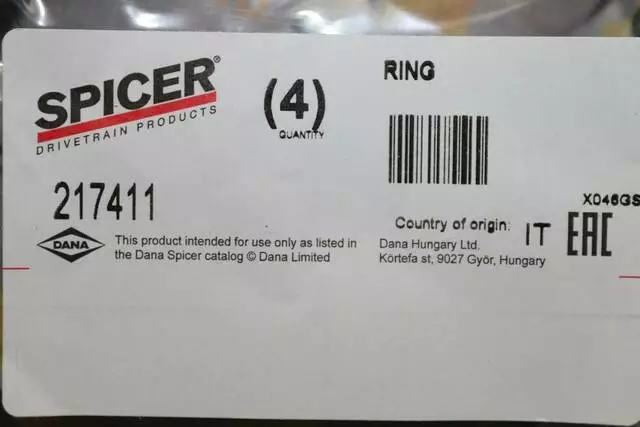 SPICER®
DRIVETRAIN PRODUCTS
(4)
QUANTITY
RING
217411
X046GS
Country of origin: IT
EAC
DANA
This product intended for use only as listed in
the Dana Spicer catalog © Dana Limited
Dana Hungary Ltd.
Körtefa st, 9027 Győr, Hungary